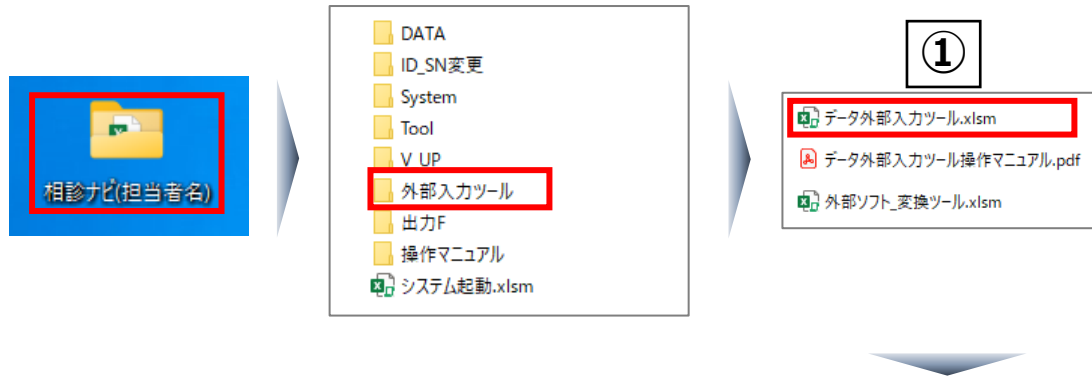 相診ナビ(担当者名)
DATA
ID_SN変更
System
Tool
V_UP
外部入力ツール
出力F
操作マニュアル
システム起動.xlsm
①
データ外部入力ツール.xlsm
データ外部入力ツール操作マニュアル.pdf
外部ソフト_変換ツール.xlsm